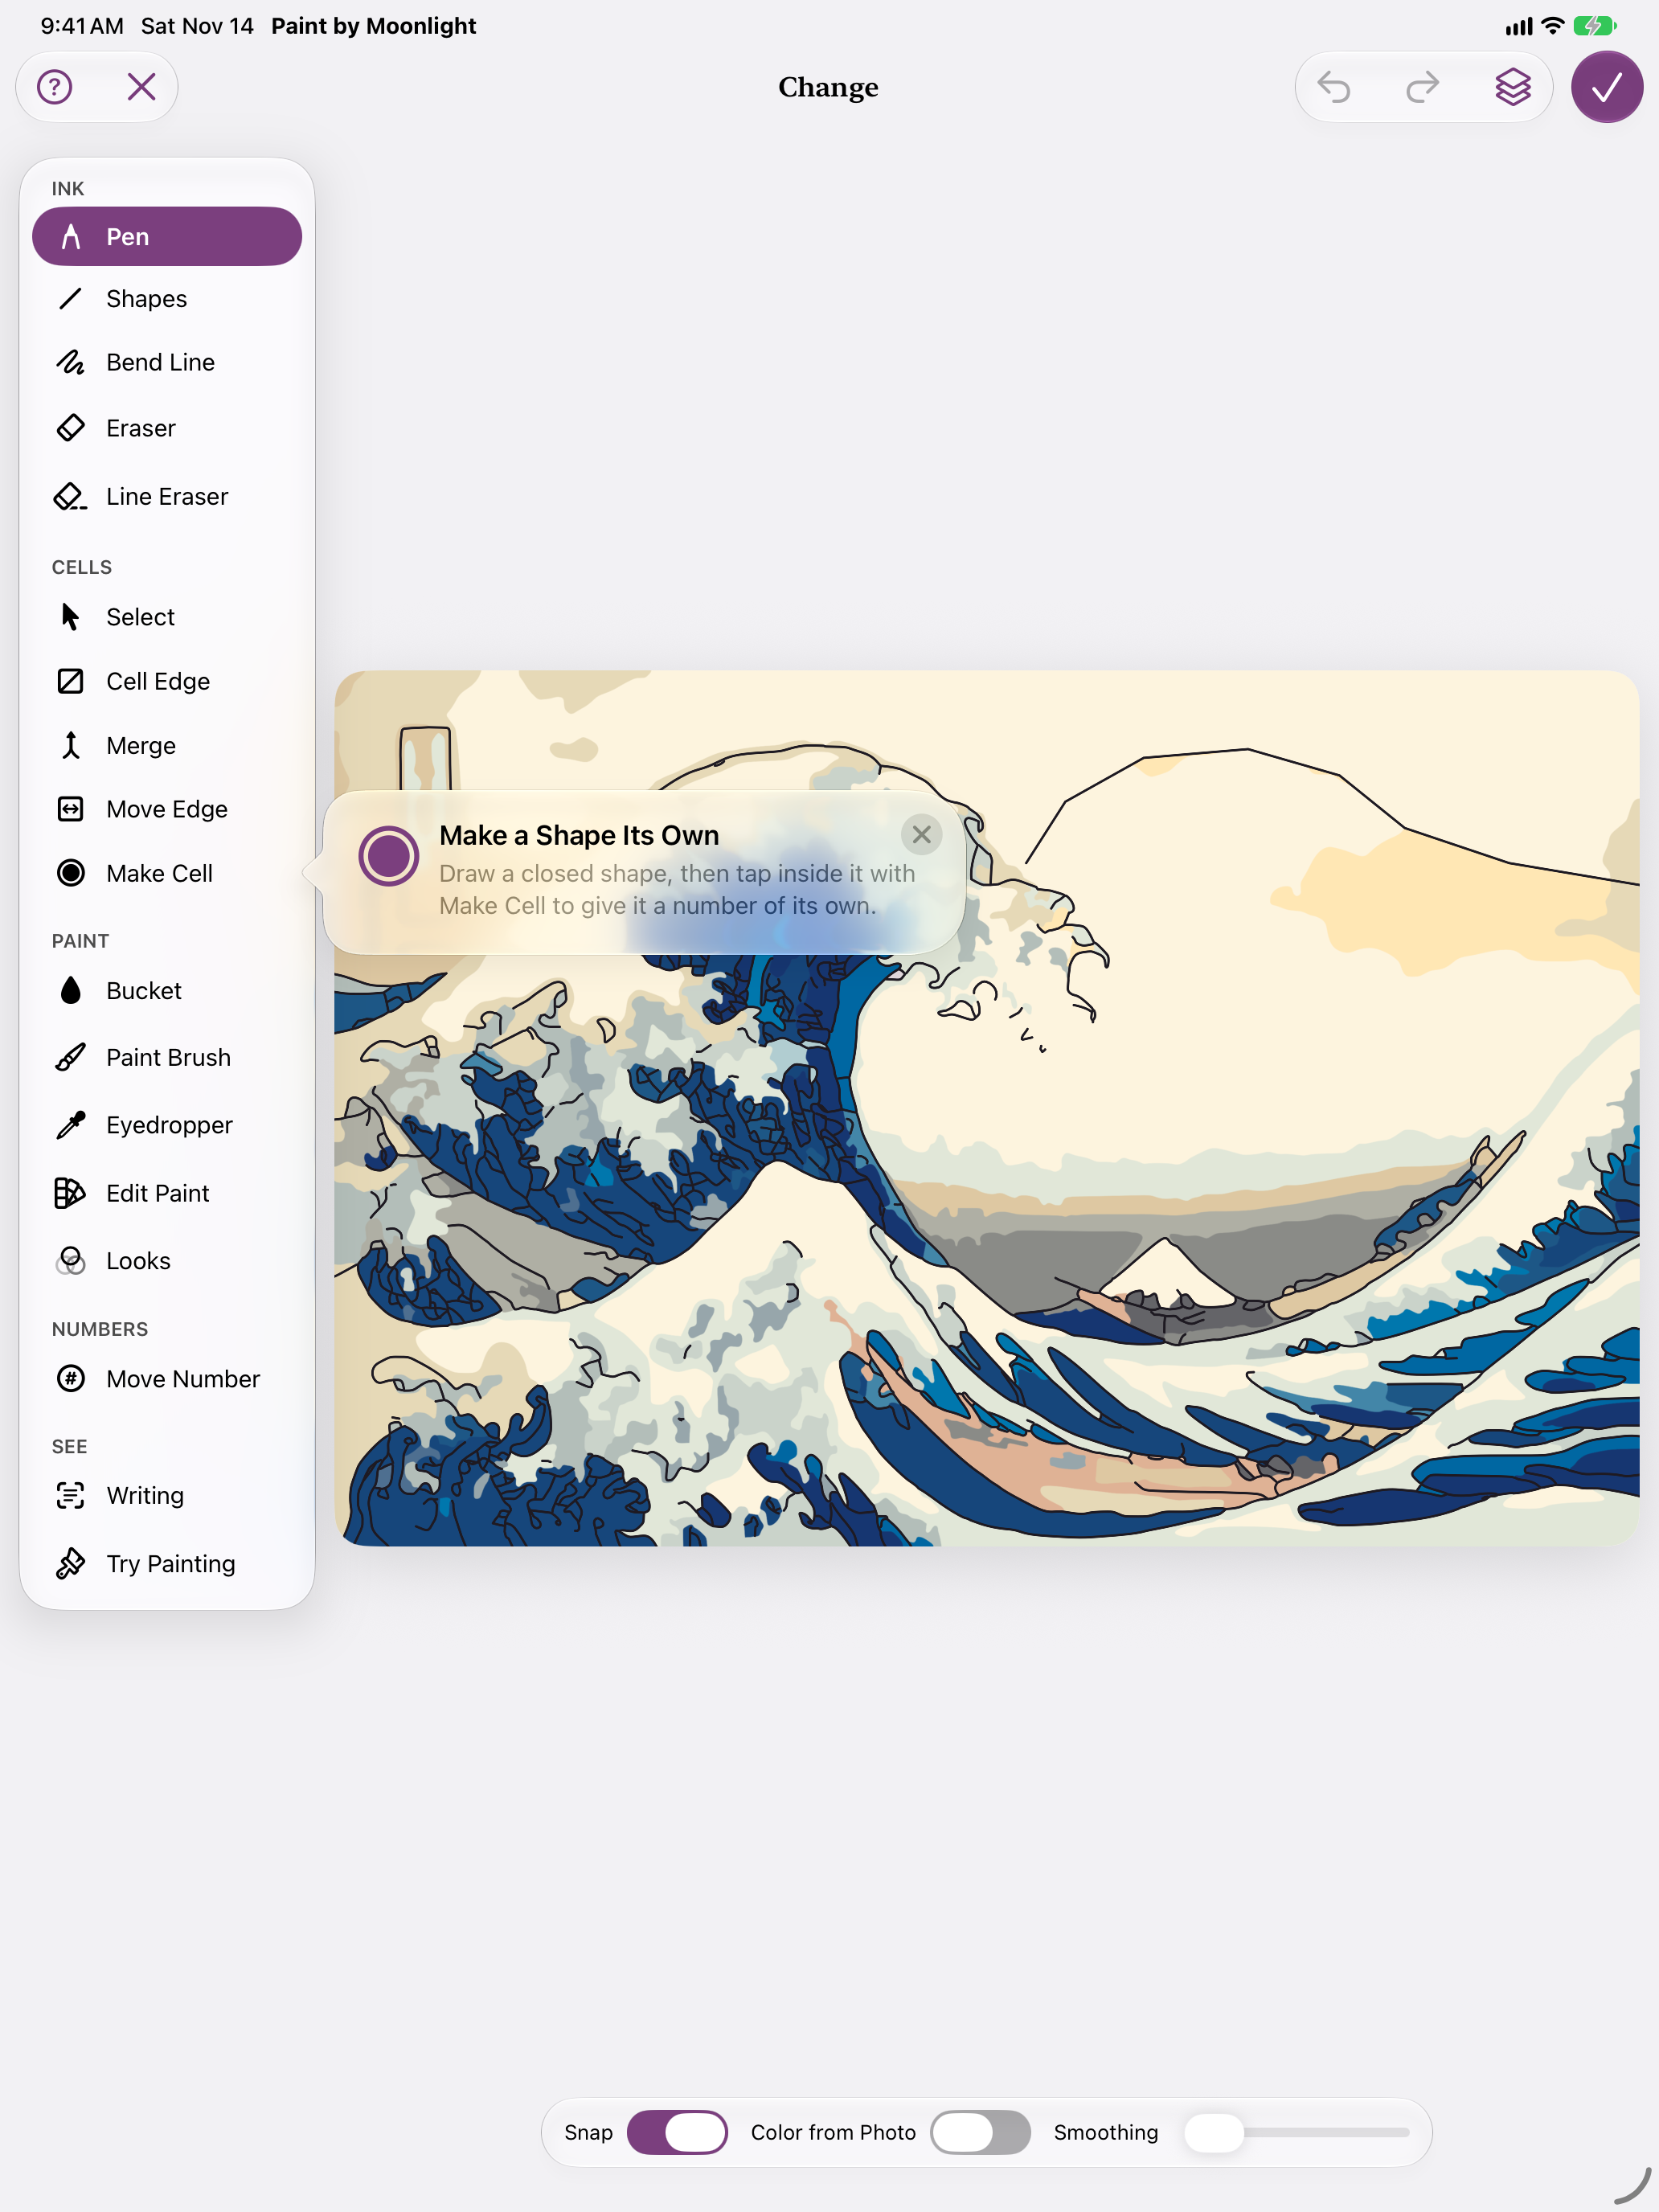 9:41 AM Sat Nov 14 Paint by Moonlight
Change
INK
Pen
Shapes
Bend Line
Eraser
Line Eraser
CELLS
Select
Cell Edge
Merge
Move Edge
Make Cell
Make a Shape Its Own
Draw a closed shape, then tap inside it with
Make Cell to give it a number of its own.
PAINT
Bucket
Paint Brush
Eyedropper
Edit Paint
Looks
NUMBERS
Move Number
SEE
Writing
Try Painting
Snap Color from Photo Smoothing